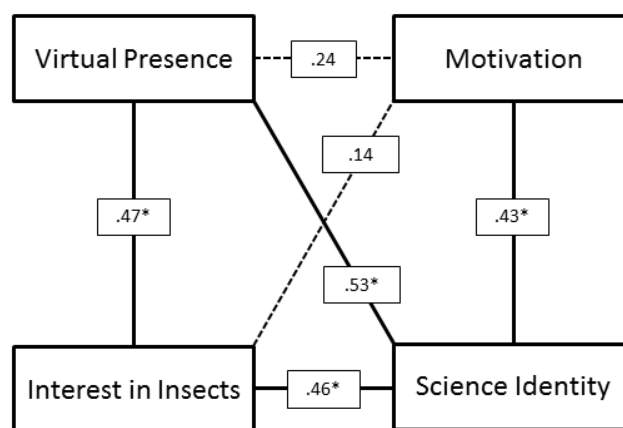 Virtual Presence
.24
Motivation
.14
.47*
.43*
.53*
Interest in Insects
.46*
Science Identity